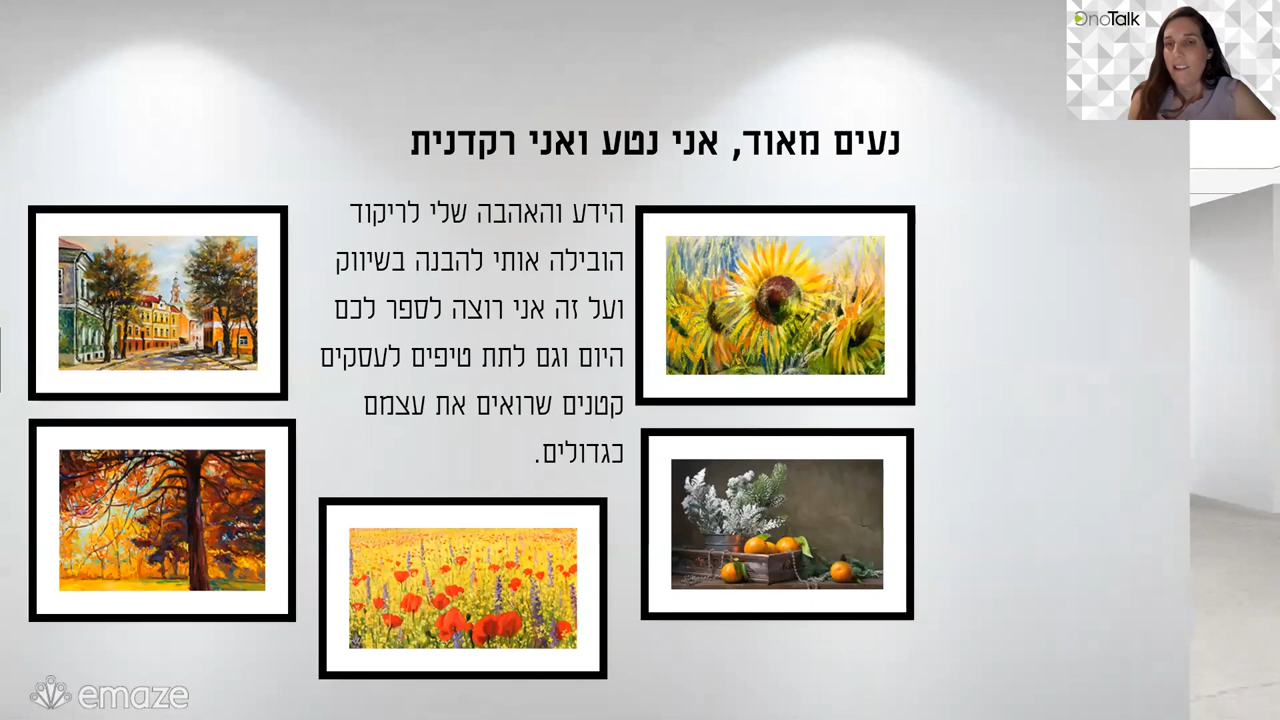 OnoTalk
נעים מאוד, אני נטע ואני רקדנית
הידע והאהבה שלי לריקוד
הובילה אותי להבנה בשיווק
ועל זה אני רוצה לספר לכם
היום וגם לתת טיפים לעסקים
קטנים שרואים את עצמם
כגדולים.
emaze